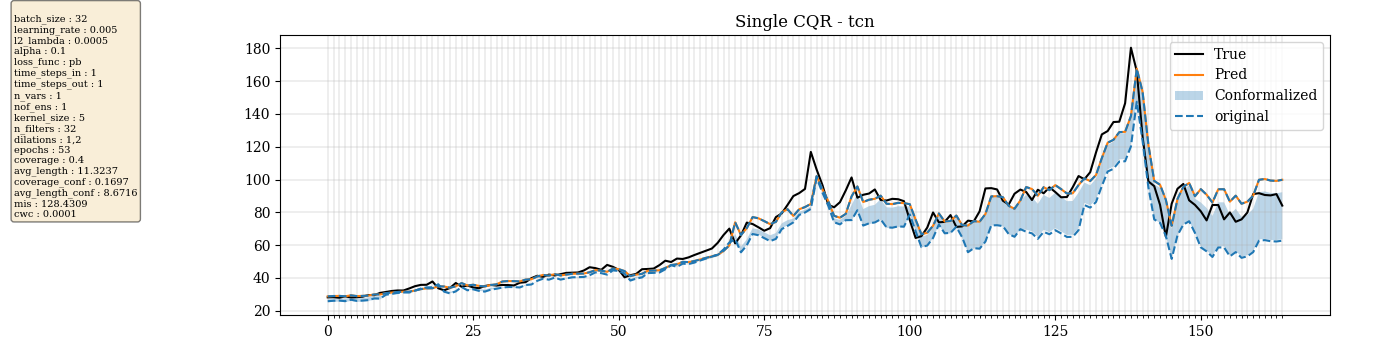 batch_size : 32
learning_rate : 0.005
l2_lambda : 0.0005
alpha : 0.1
loss_func : pb
time_steps_in : 1
time_steps_out : 1
n_vars : 1
nof_ens : 1
kernel_size : 5
n_filters : 32
dilations : 1,2
epochs : 53
coverage : 0.4
avg_length : 11.3237
coverage_conf : 0.1697
avg_length_conf : 8.6716
mis : 128.4309
cwc : 0.0001
Single CQR - tcn
180
160
140
120
100
80
60
40
20
0 25 50 75 100 125 150
True
Pred
Conformalized
original